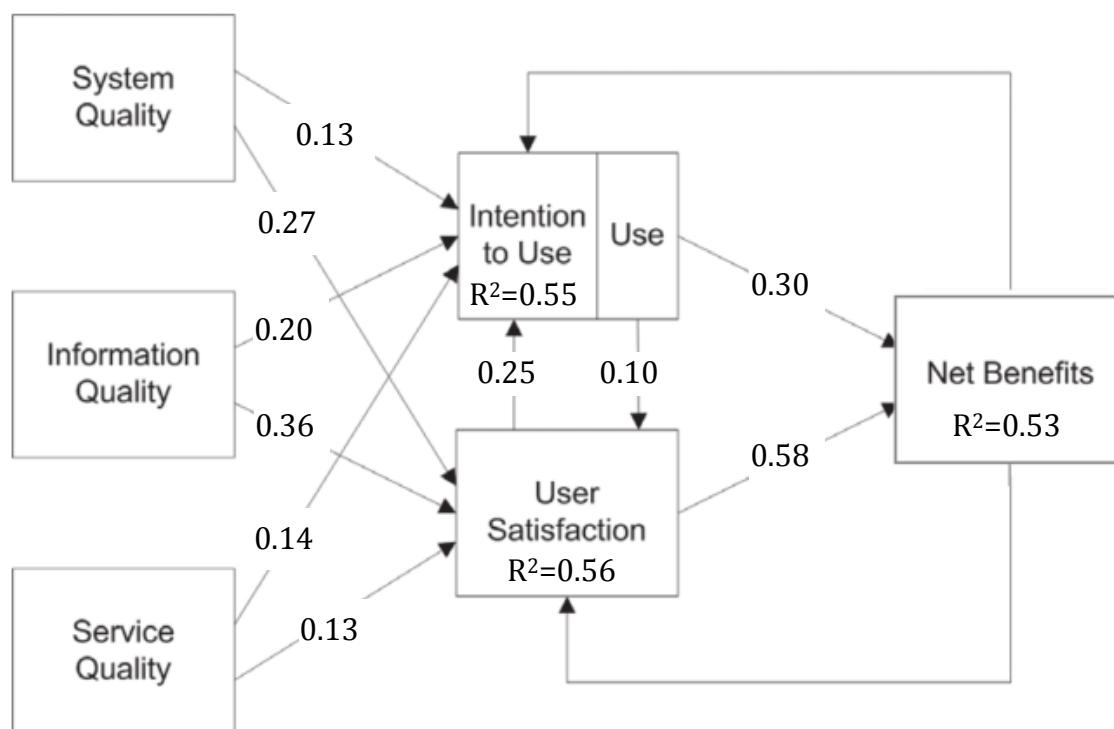 System
Quality
0.13
0.27
Intention
to Use
R²=0.55
Use
0.30
Information
Quality
0.20
0.36
0.25
0.10
Net Benefits
R²=0.53
0.58
User
Satisfaction
R²=0.56
0.14
0.13
Service
Quality